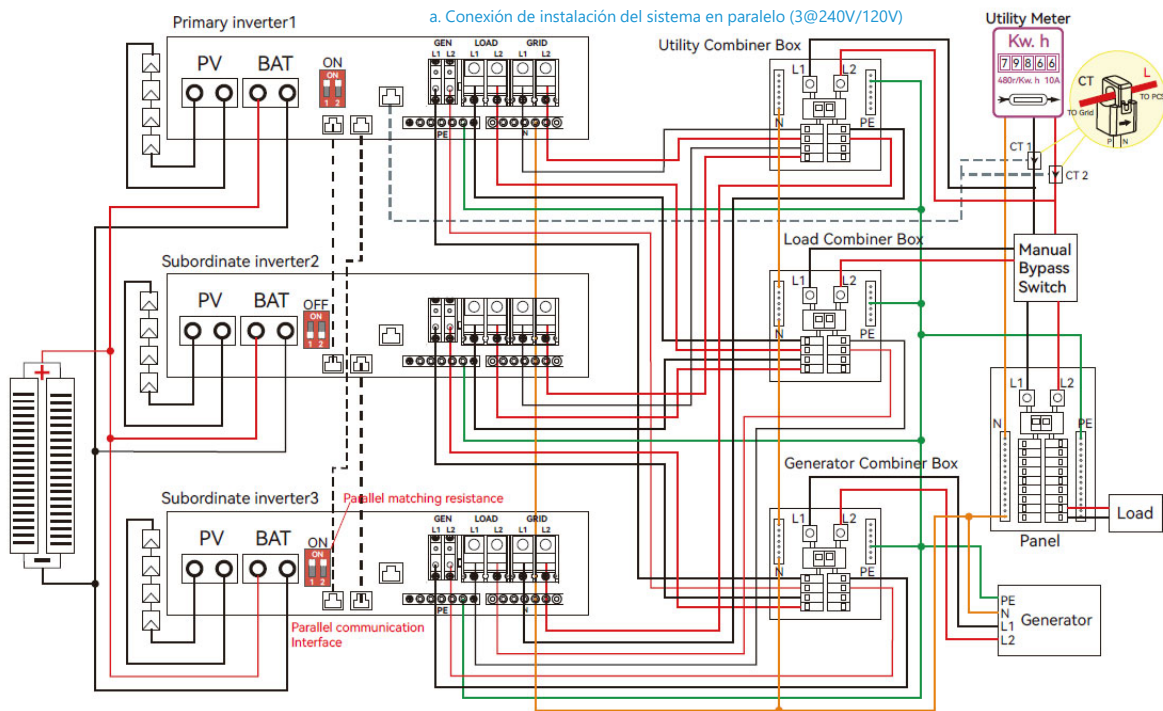 a. Conexión de instalación del sistema en paralelo (3@240V/120V)
Primary inverter1
PV
BAT
ON
ON
1 2
GEN LOAD GRID
L1 L2 L1 L2 L1 L2
PE
N
Utility Combiner Box
L1
L2
N
PE
Utility Meter
Kw. h
79866
480r/Kw. h 10A
CT
L
TO PCS
TO Grid
P N
CT 1
CT 2
Subordinate inverter2
PV
BAT
OFF
ON
1 2
Load Combiner Box
L1
L2
N
PE
Manual
Bypass
Switch
L1
L2
N
PE
Panel
Load
Subordinate inverter3
Parallel matching resistance
PV
BAT
ON
ON
1 2
GEN LOAD GRID
L1 L2 L1 L2 L1 L2
PE
N
Parallel communication
Interface
Generator Combiner Box
L1
L2
N
PE
PE
N
L1
L2
Generator